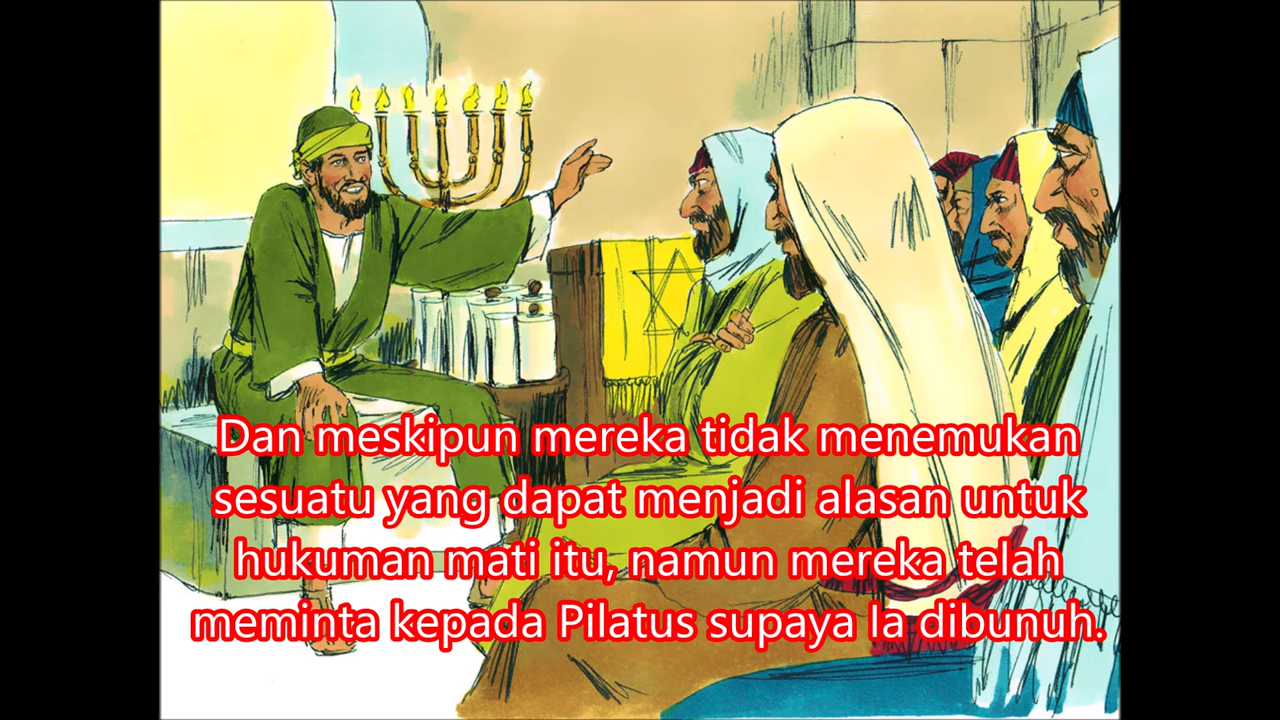 Dan meskipun mereka tidak menemukan
sesuatu yang dapat menjadi alasan untuk
hukuman mati itu, namun mereka telah
meminta kepada Pilatus supaya Ia dibunuh.